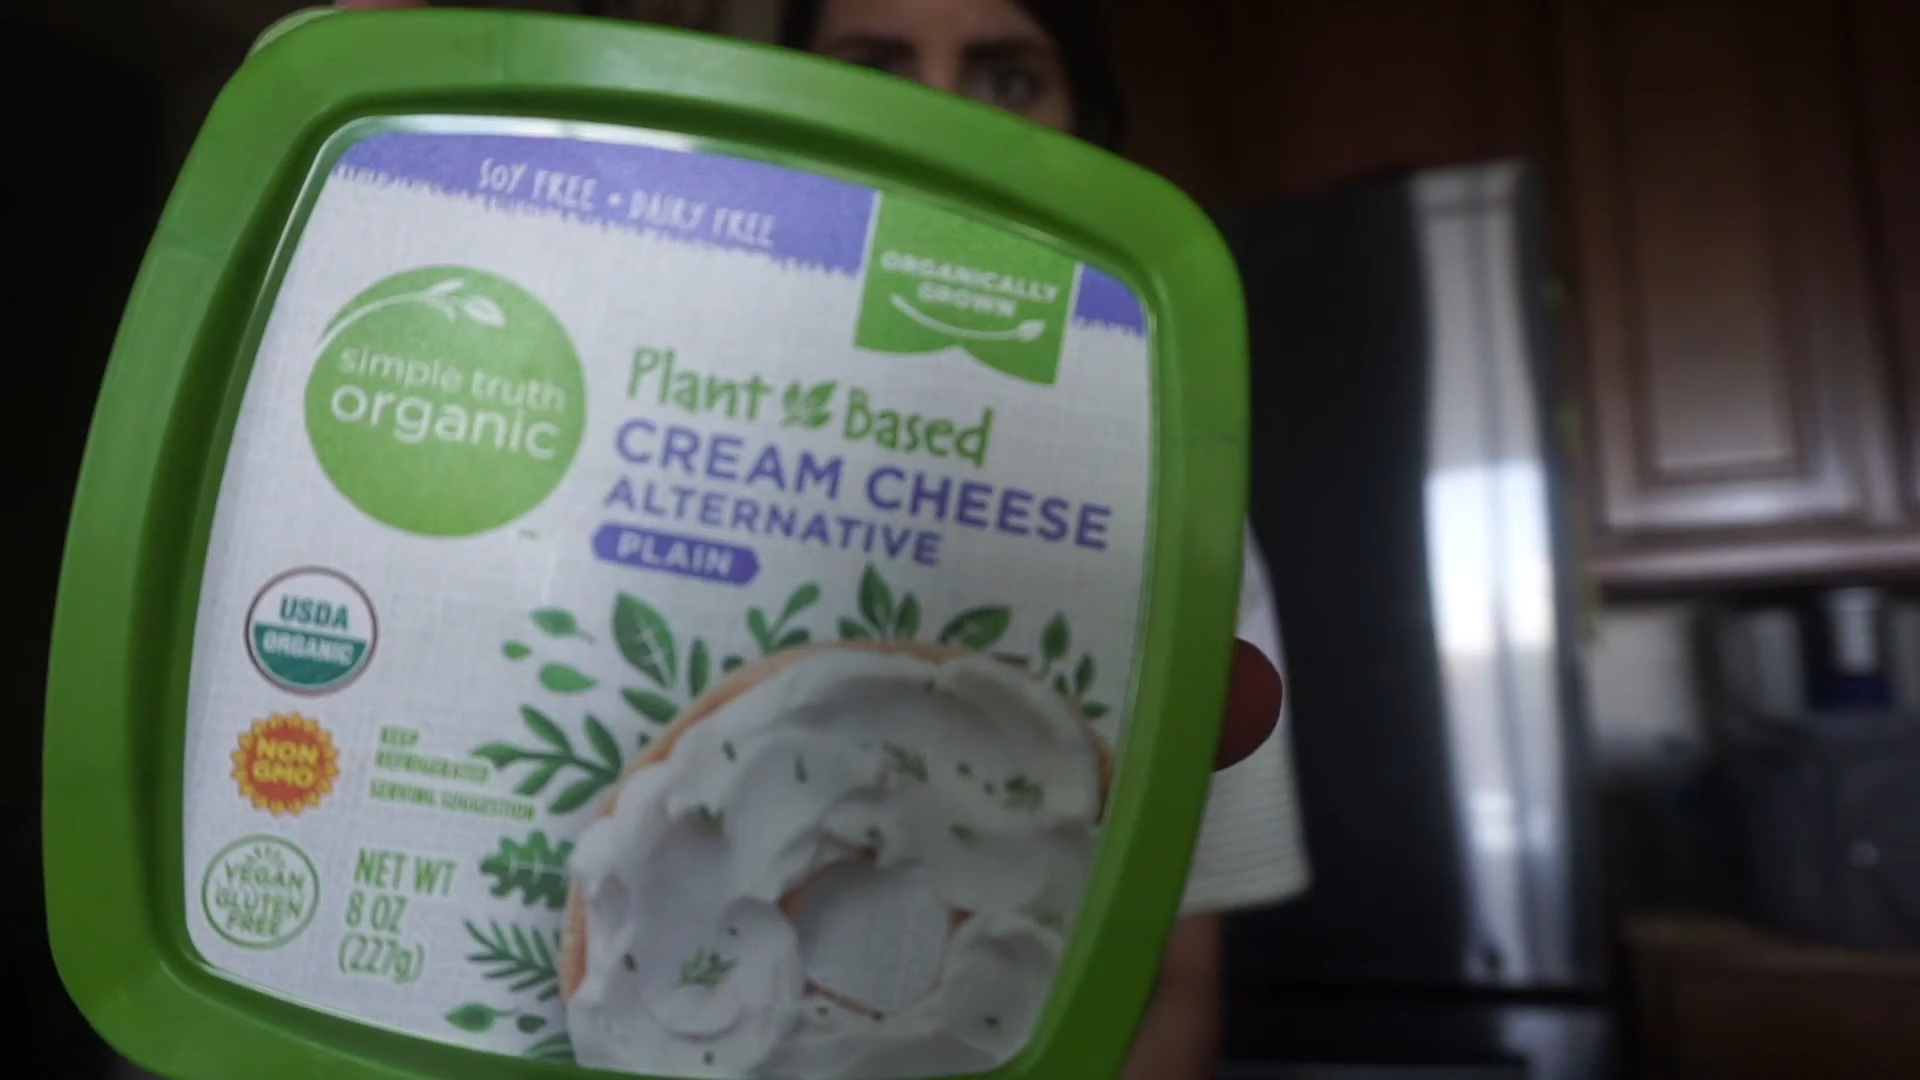 SOY FREE • DAIRY FREE
ORGANICALLY
GROWN
simple truth
organic
Plant Based
CREAM CHEESE
ALTERNATIVE
PLAIN
USDA
ORGANIC
NON
GMO
KEEP
REFRIGERATED
SERVING SUGGESTION
VEGAN
GLUTEN
FREE
NET WT
8 OZ
(227g)